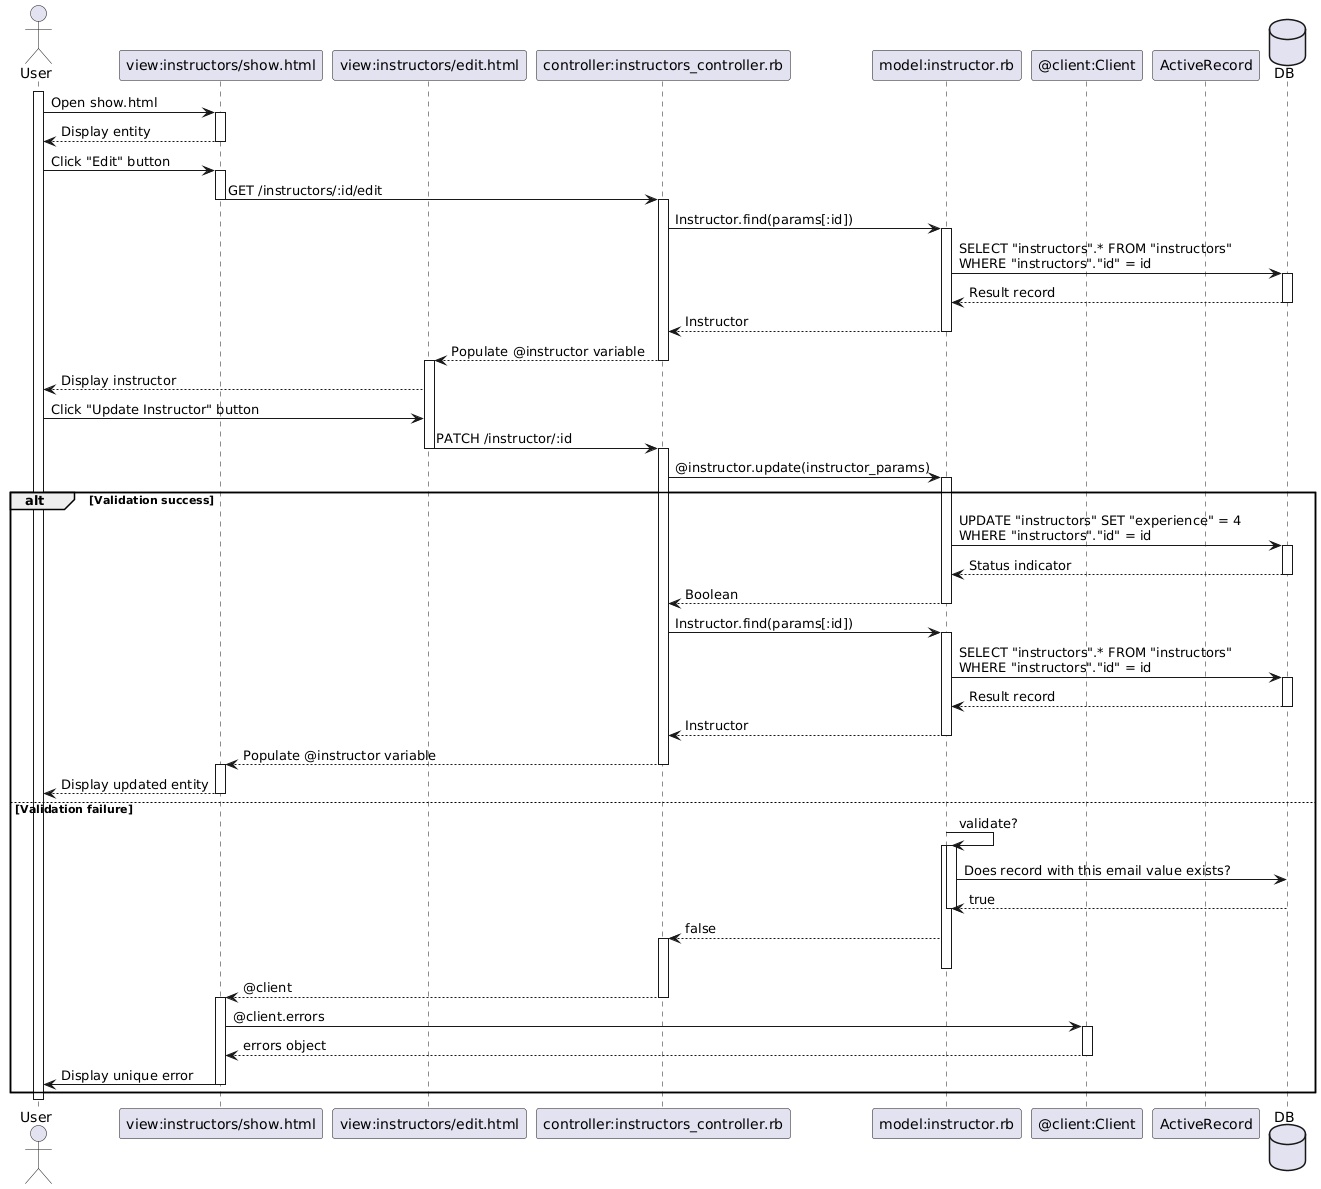 User
view:instructors/show.html
view:instructors/edit.html
controller:instructors_controller.rb
model:instructor.rb
@client:Client
ActiveRecord
DB
Open show.html
Display entity
Click "Edit" button
GET /instructors/:id/edit
Instructor.find(params[:id])
SELECT "instructors".* FROM "instructors"
WHERE "instructors"."id" = id
Result record
Instructor
Populate @instructor variable
Display instructor
Click "Update Instructor" button
PATCH /instructor/:id
@instructor.update(instructor_params)
alt
[Validation success]
UPDATE "instructors" SET "experience" = 4
WHERE "instructors"."id" = id
Status indicator
Boolean
Instructor.find(params[:id])
SELECT "instructors".* FROM "instructors"
WHERE "instructors"."id" = id
Result record
Instructor
Populate @instructor variable
Display updated entity
[Validation failure]
validate?
Does record with this email value exists?
true
false
@client
@client.errors
errors object
Display unique error
User
view:instructors/show.html
view:instructors/edit.html
controller:instructors_controller.rb
model:instructor.rb
@client:Client
ActiveRecord
DB